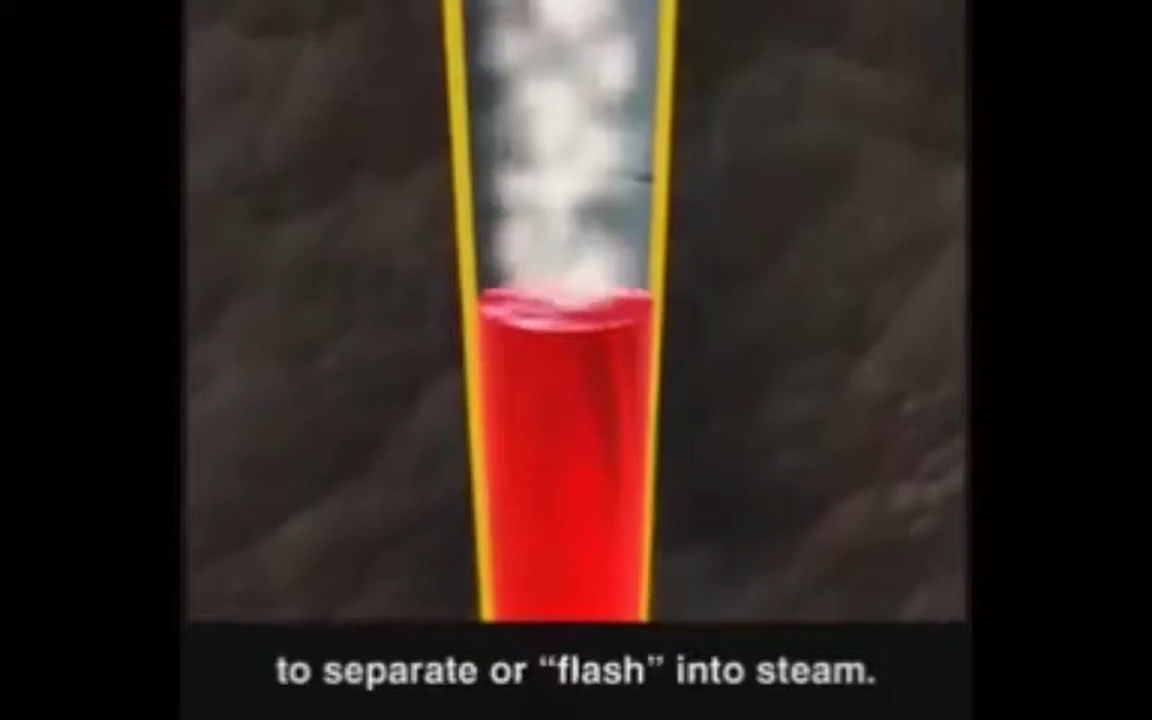 to separate or “flash” into steam.